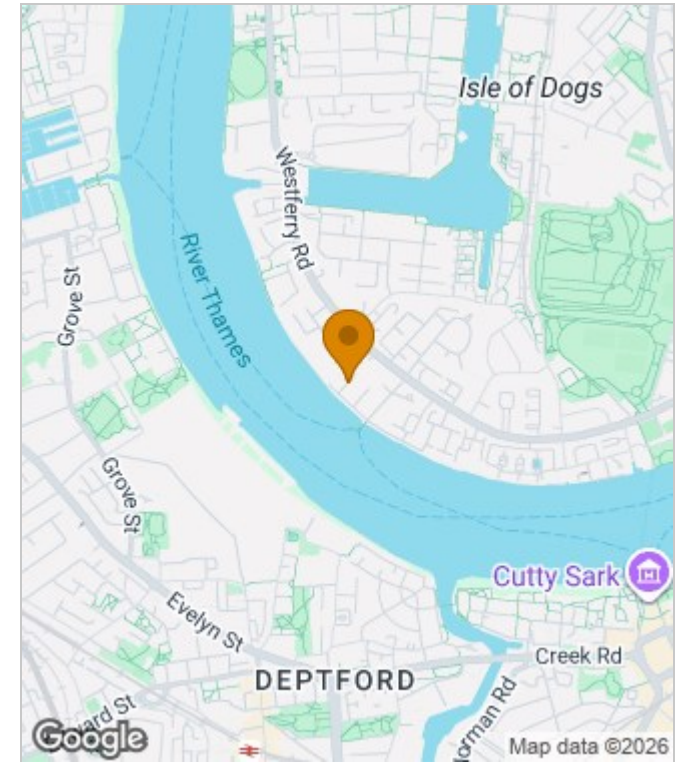 Isle of Dogs
Westferry Rd
River Thames
Grove St
Grove St
Cutty Sark
Evelyn St
Creek Rd
DEPTFORD
Norman Rd
Google
Map data ©2026